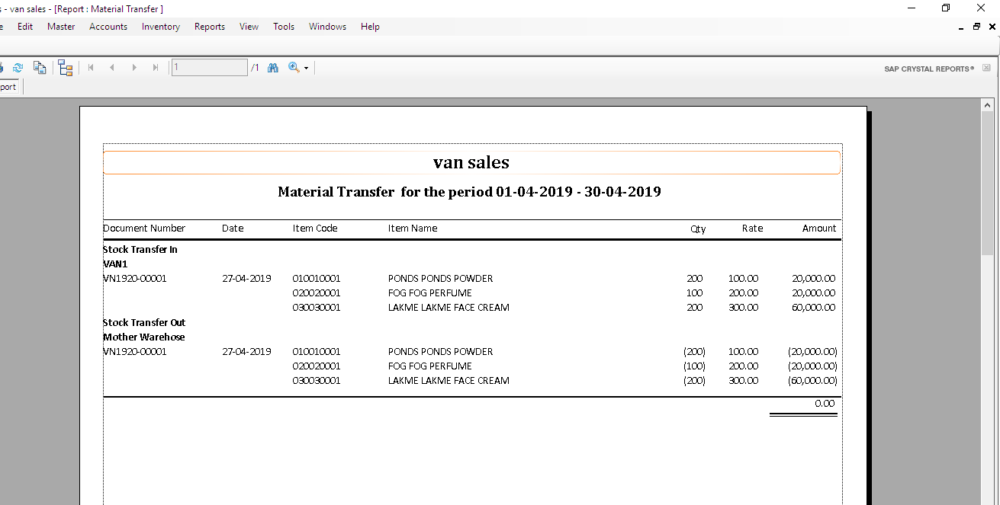 s - van sales - [Report : Material Transfer ]
e Edit Master Accounts Inventory Reports View Tools Windows Help
1 /1 SAP CRYSTAL REPORTS®
port
van sales
Material Transfer for the period 01-04-2019 - 30-04-2019
Document Number Date Item Code Item Name Qty Rate Amount
Stock Transfer In
VAN1
VN1920-00001 27-04-2019 010010001 PONDS PONDS POWDER 200 100.00 20,000.00
020020001 FOG FOG PERFUME 100 200.00 20,000.00
030030001 LAKME LAKME FACE CREAM 200 300.00 60,000.00
Stock Transfer Out
Mother Warehose
VN1920-00001 27-04-2019 010010001 PONDS PONDS POWDER (200) 100.00 (20,000.00)
020020001 FOG FOG PERFUME (100) 200.00 (20,000.00)
030030001 LAKME LAKME FACE CREAM (200) 300.00 (60,000.00)
0.00